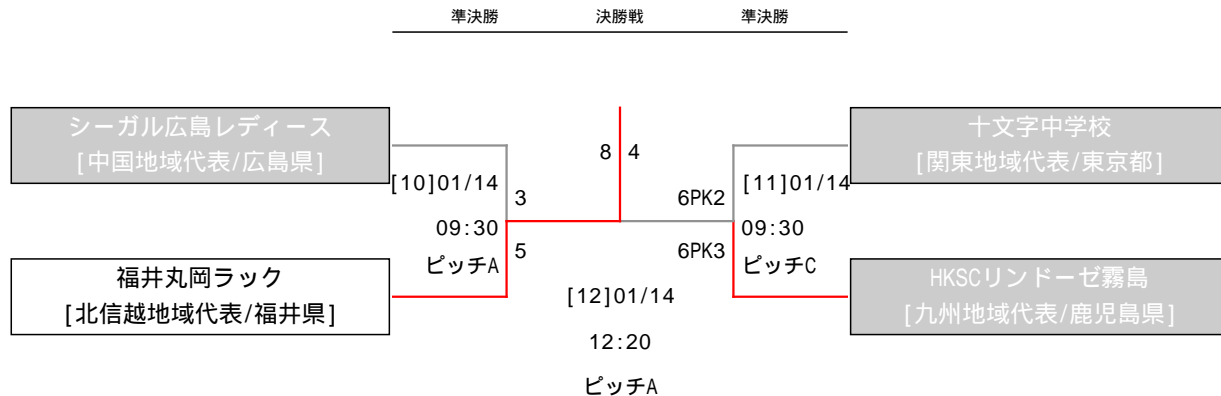 準決勝 決勝戦 準決勝
シーガル広島レディース
[中国地域代表/広島県]
十文字中学校
[関東地域代表/東京都]
8 4
[10]01/14
3
09:30
5
ピッチA
6PK2
[11]01/14
09:30
6PK3
ピッチC
福井丸岡ラック
[北信越地域代表/福井県]
HKSCリンドーゼ霧島
[九州地域代表/鹿児島県]
[12]01/14
12:20
ピッチA